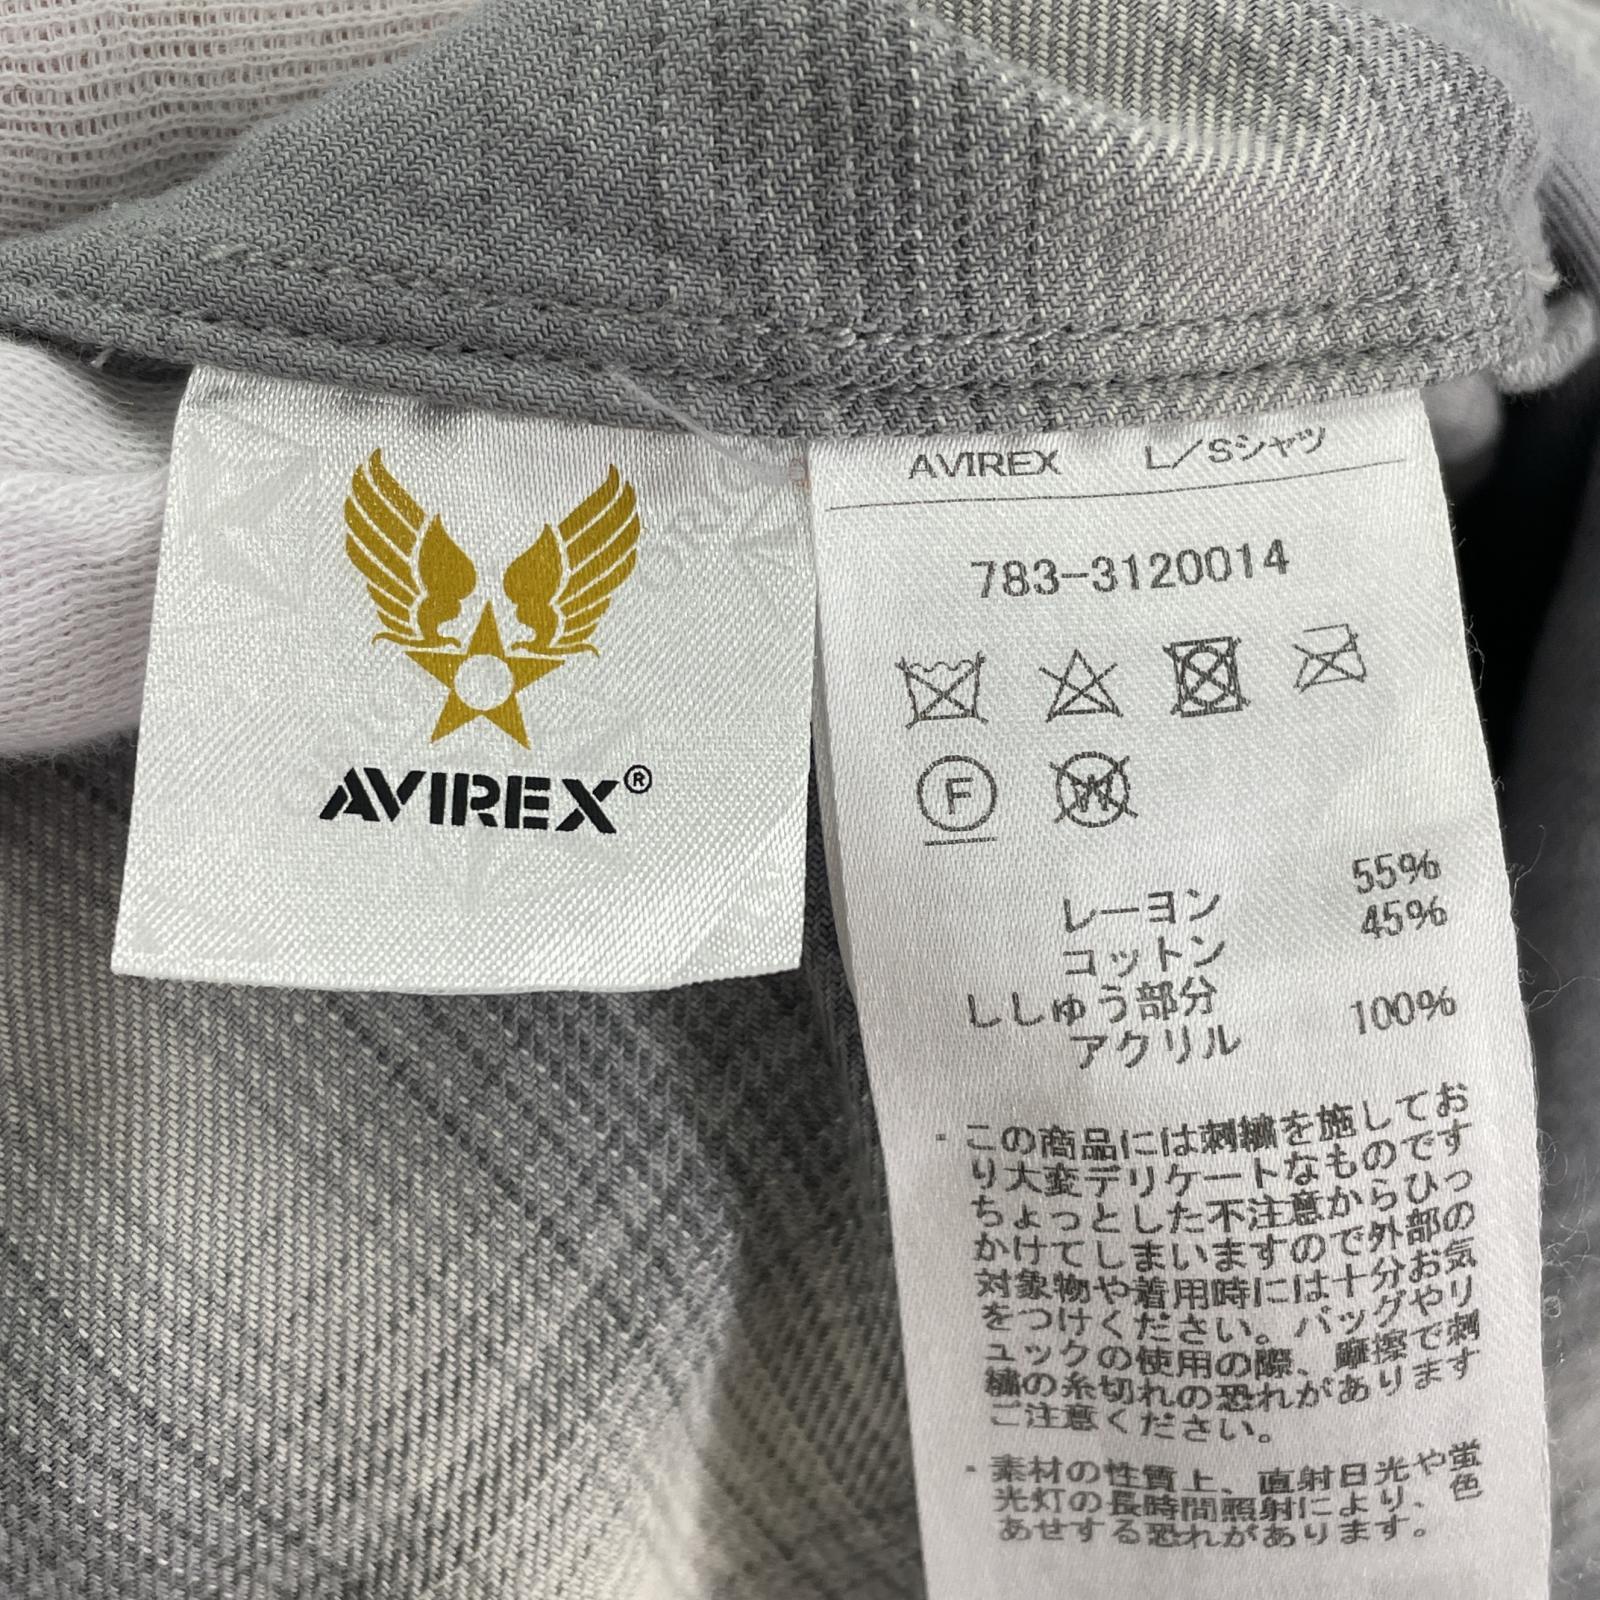 AVIREX®
AVIREX L/Sシャツ
783-3120014
F
W
55%
レーヨン 45%
コットン
ししゅう部分
アクリル 100%
・この商品には刺繍を施してお
り大変デリケートなものです
ちょっとした不注意からひっ
かけてしまいますので外部の
対象物や着用時には十分お気
をつけください。バッグやリ
ュックの使用の際、摩擦で刺
繍の糸切れの恐れがあります
ご注意ください。
・素材の性質上、直射日光や蛍
光灯の長時間照射により、色
あせする恐れがあります。